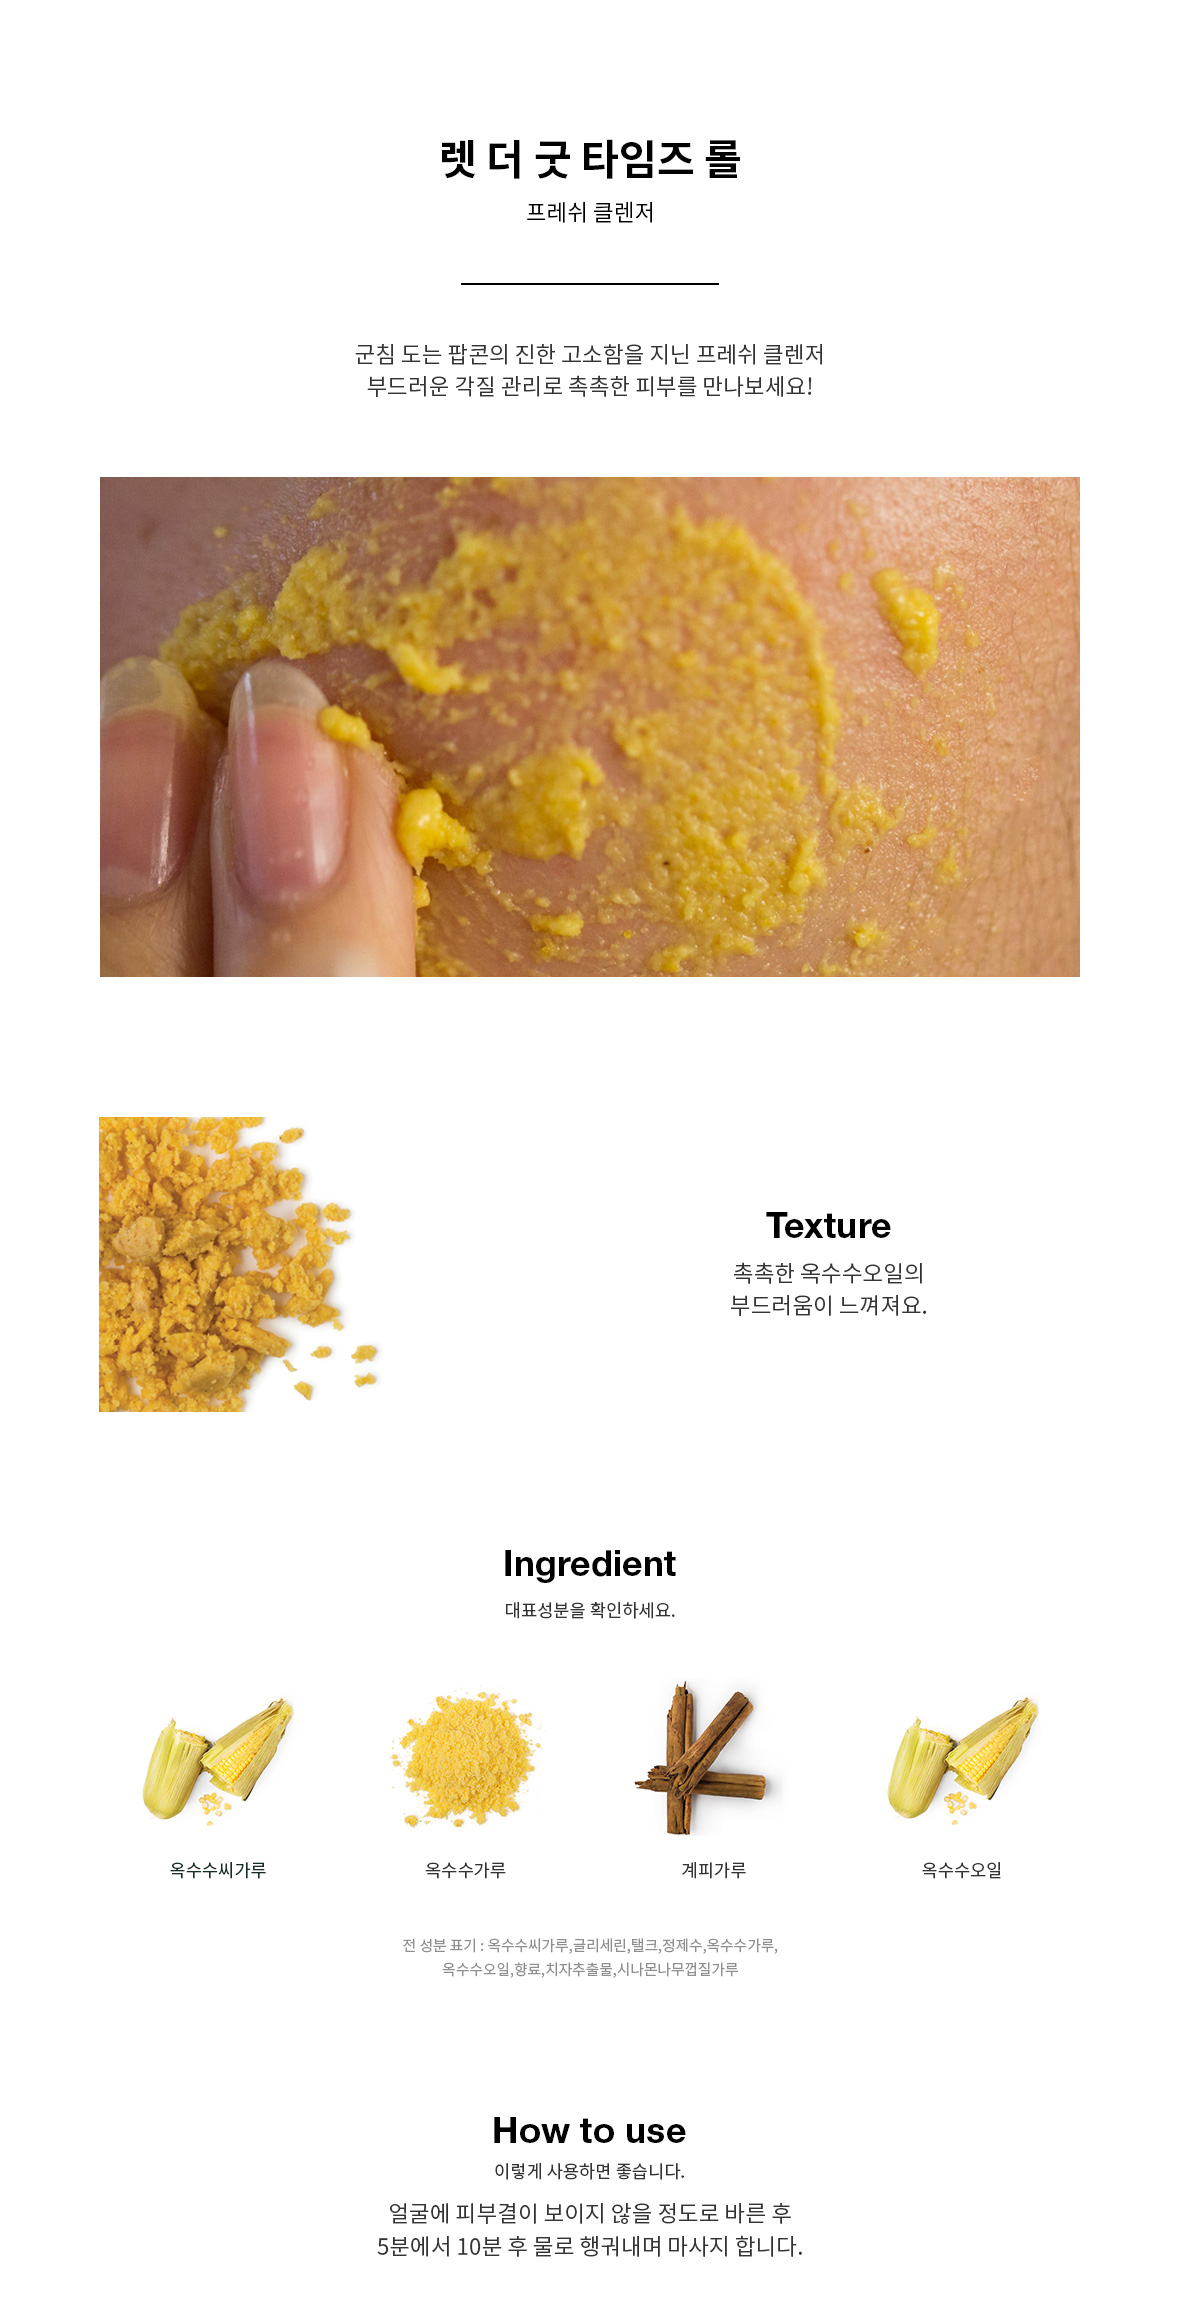 렛 더 굿 타임즈 롤
프레쉬 클렌저
군침 도는 팝콘의 진한 고소함을 지닌 프레쉬 클렌저
부드러운 각질 관리로 촉촉한 피부를 만나보세요!
Texture
촉촉한 옥수수오일의
부드러움이 느껴져요.
Ingredient
대표성분을 확인하세요.
옥수수씨가루
옥수수가루
계피가루
옥수수오일
전 성분 표기 : 옥수수씨가루,글리세린,탤크,정제수,옥수수가루,
옥수수오일,향료,치자추출물,시나몬나무껍질가루
How to use
이렇게 사용하면 좋습니다.
얼굴에 피부결이 보이지 않을 정도로 바른 후
5분에서 10분 후 물로 헹궈내며 마사지 합니다.